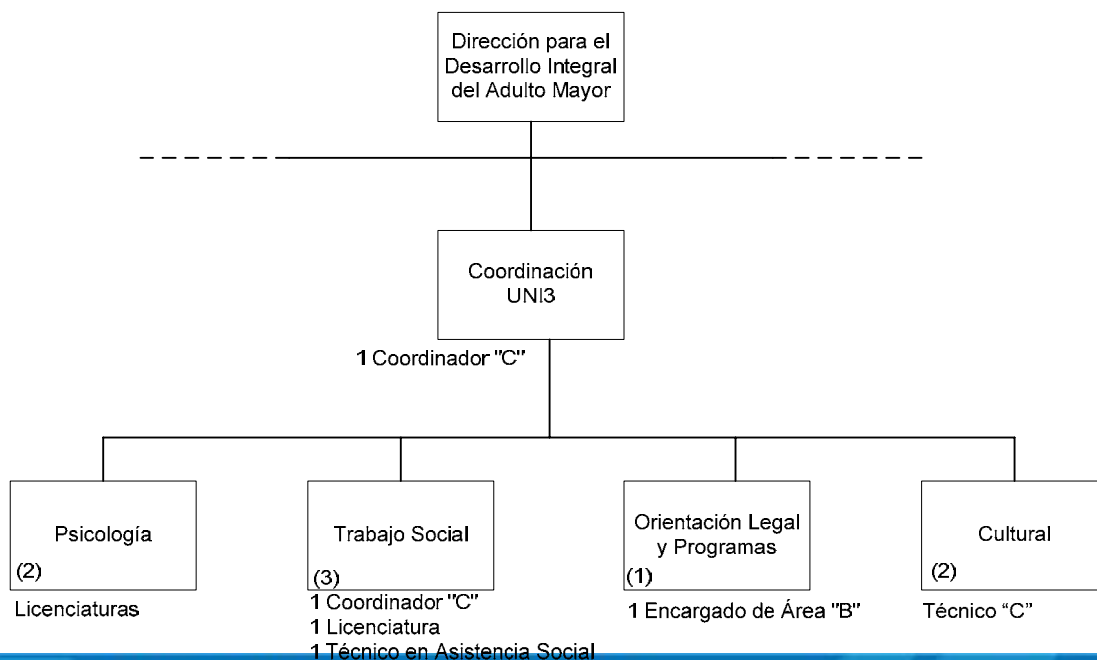 Dirección para el
Desarrollo Integral
del Adulto Mayor
Coordinación
UNI3
1 Coordinador "C"
Psicología
(2)
Licenciaturas
Trabajo Social
(3)
1 Coordinador "C"
1 Licenciatura
1 Técnico en Asistencia Social
Orientación Legal
y Programas
(1)
1 Encargado de Área "B"
Cultural
(2)
Técnico “C”